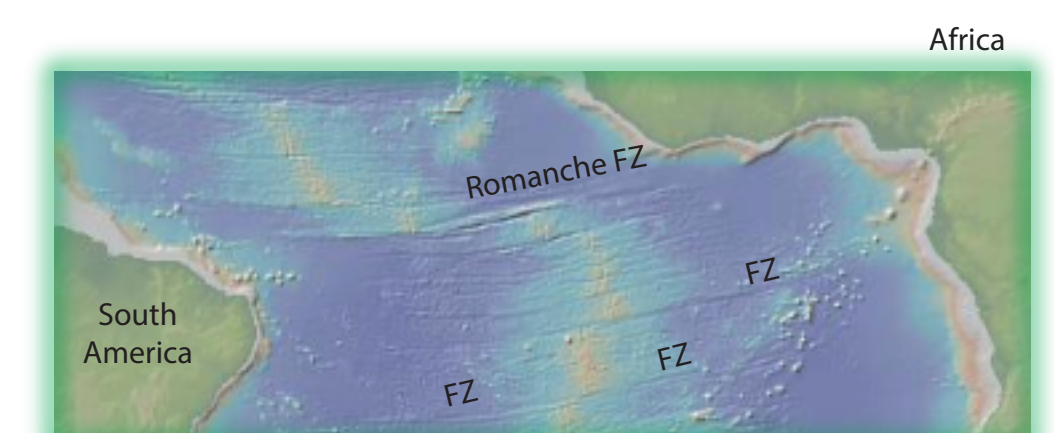 Africa
Romanche FZ
FZ
South
America
FZ
FZ